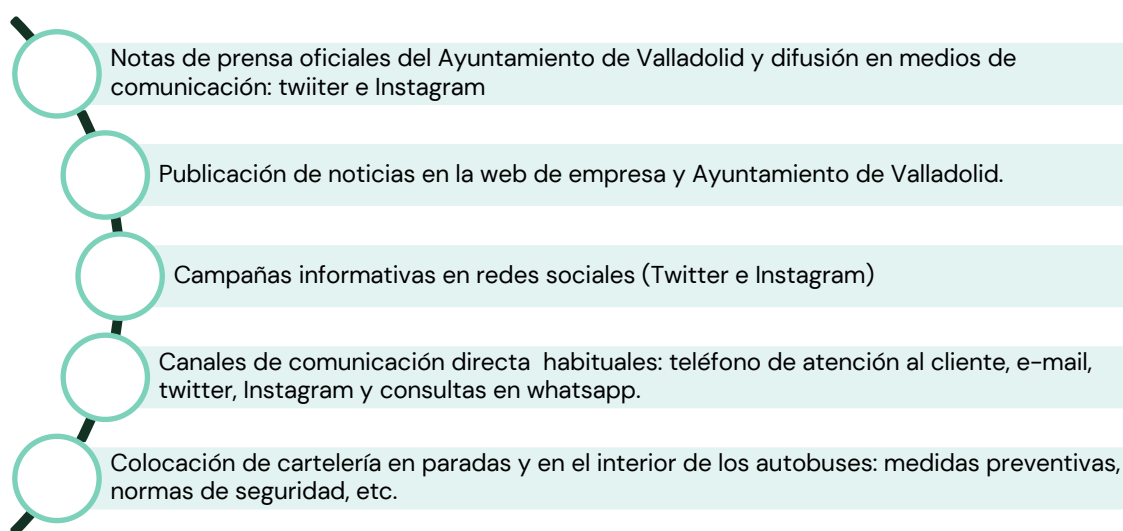 Notas de prensa oficiales del Ayuntamiento de Valladolid y difusión en medios de
comunicación: twiiter e Instagram
Publicación de noticias en la web de empresa y Ayuntamiento de Valladolid.
Campañas informativas en redes sociales (Twitter e Instagram)
Canales de comunicación directa  habituales: teléfono de atención al cliente, e-mail,
twitter, Instagram y consultas en whatsapp.
Colocación de cartelería en paradas y en el interior de los autobuses: medidas preventivas,
normas de seguridad, etc.